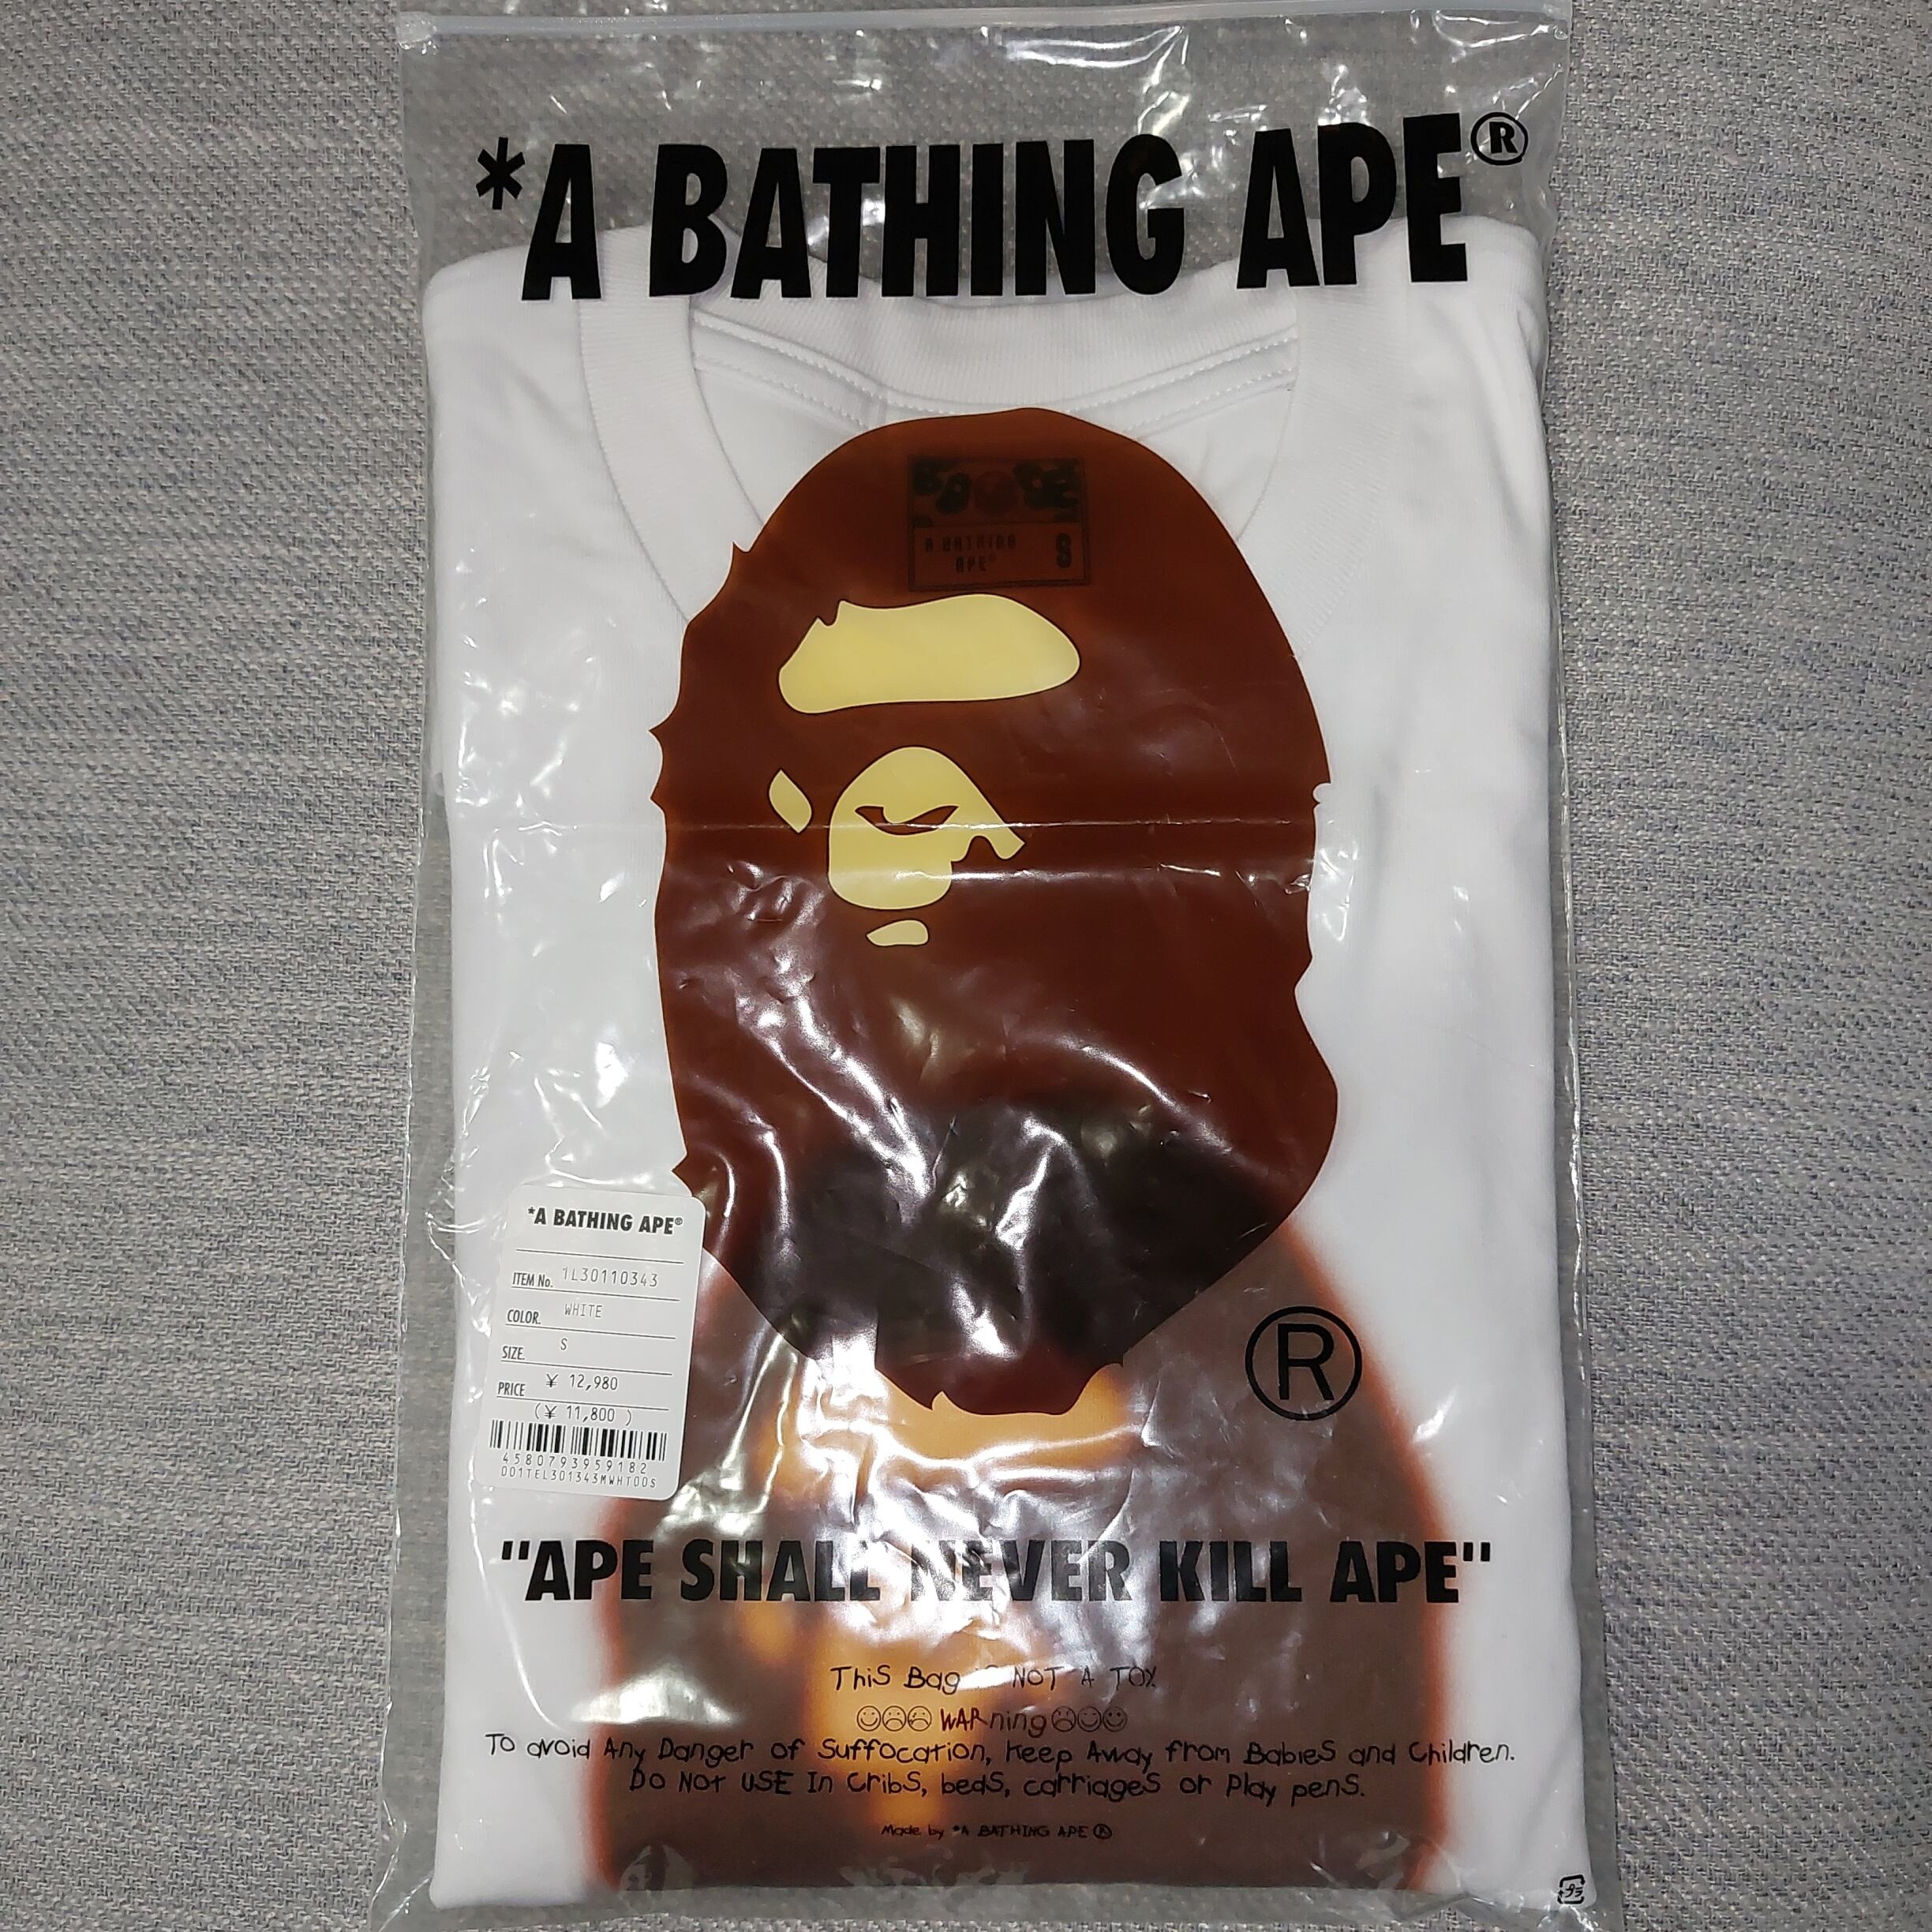 *A BATHING APE®
A BATHING S
APE®
*A BATHING APE®
ITEM No. 1L30110343
COLOR. WHITE
SIZE. S
PRICE ¥ 12,980
(¥ 11,800 )
4580793959182
001TEL301343MWHT00S
®
"APE SHALL NEVER KILL APE"
This Bag NOT A TOY
☺☹☹ WARning ☹☺☺
To avoid Any Danger of Suffocation, Keep Away from Babies and Children.
Do Not USE In Cribs, beds, carriages or Play pens.
Made by *A BATHING APE ®
プラ